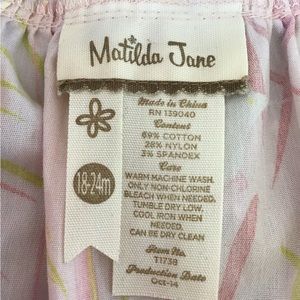 Matilda Jane
18-24m
Made in China
RN 139040
Content
69% COTTON
28% NYLON
3% SPANDEX
Care
WARM MACHINE WASH.
ONLY NON-CHLORINE
BLEACH WHEN NEEDED.
TUMBLE DRY LOW.
COOL IRON WHEN
NEEDED.
CAN BE DRY CLEAN
Item No.
T1738
Production Date
Oct-14